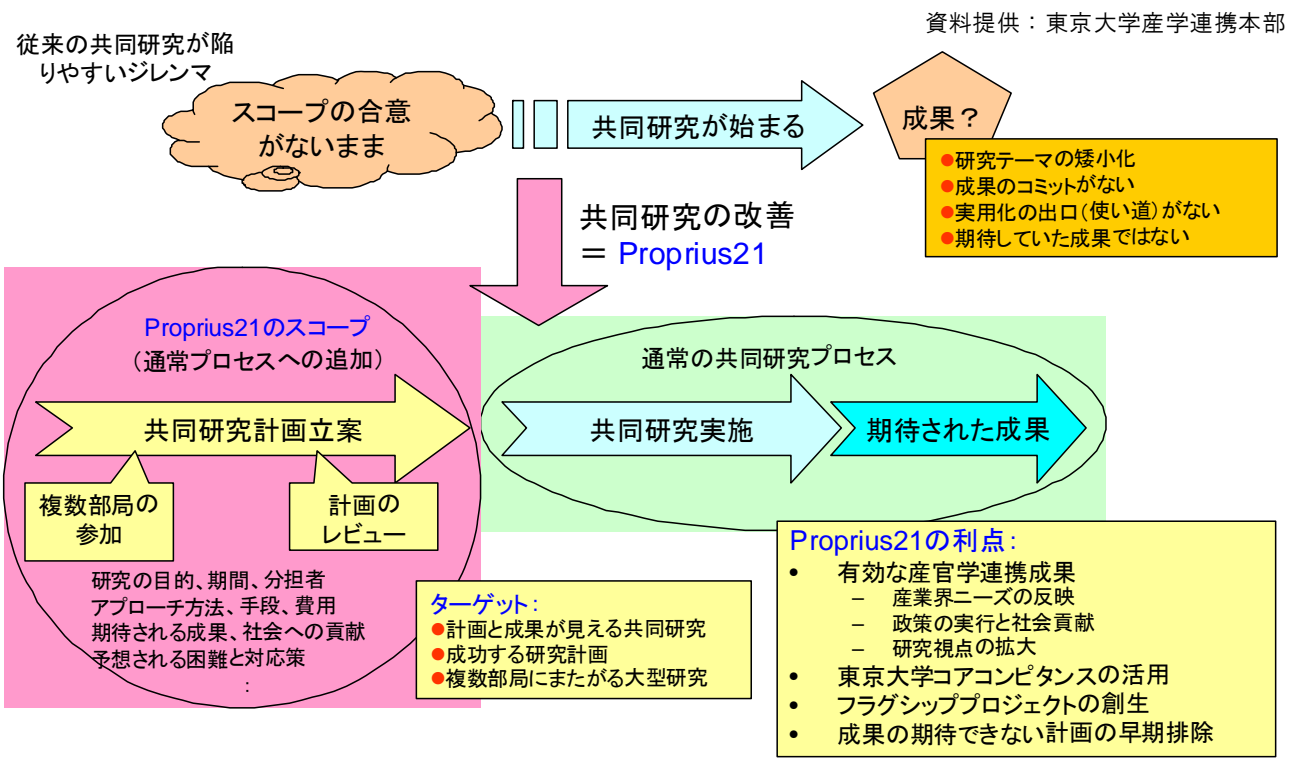 資料提供：東京大学産学連携本部
従来の共同研究が陥
りやすいジレンマ
スコープの合意
がないまま
共同研究が始まる
成果？
●研究テーマの矮小化
●成果のコミットがない
●実用化の出口（使い道）がない
●期待していた成果ではない
共同研究の改善
＝ Proprius21
Proprius21のスコープ
（通常プロセスへの追加）
共同研究計画立案
複数部局の
参加
計画の
レビュー
研究の目的、期間、分担者
アプローチ方法、手段、費用
期待される成果、社会への貢献
予想される困難と対応策
：
通常の共同研究プロセス
共同研究実施
期待された成果
ターゲット：
●計画と成果が見える共同研究
●成功する研究計画
●複数部局にまたがる大型研究
Proprius21の利点：
• 有効な産官学連携成果
– 産業界ニーズの反映
– 政策の実行と社会貢献
– 研究視点の拡大
• 東京大学コアコンピタンスの活用
• フラグシッププロジェクトの創生
• 成果の期待できない計画の早期排除